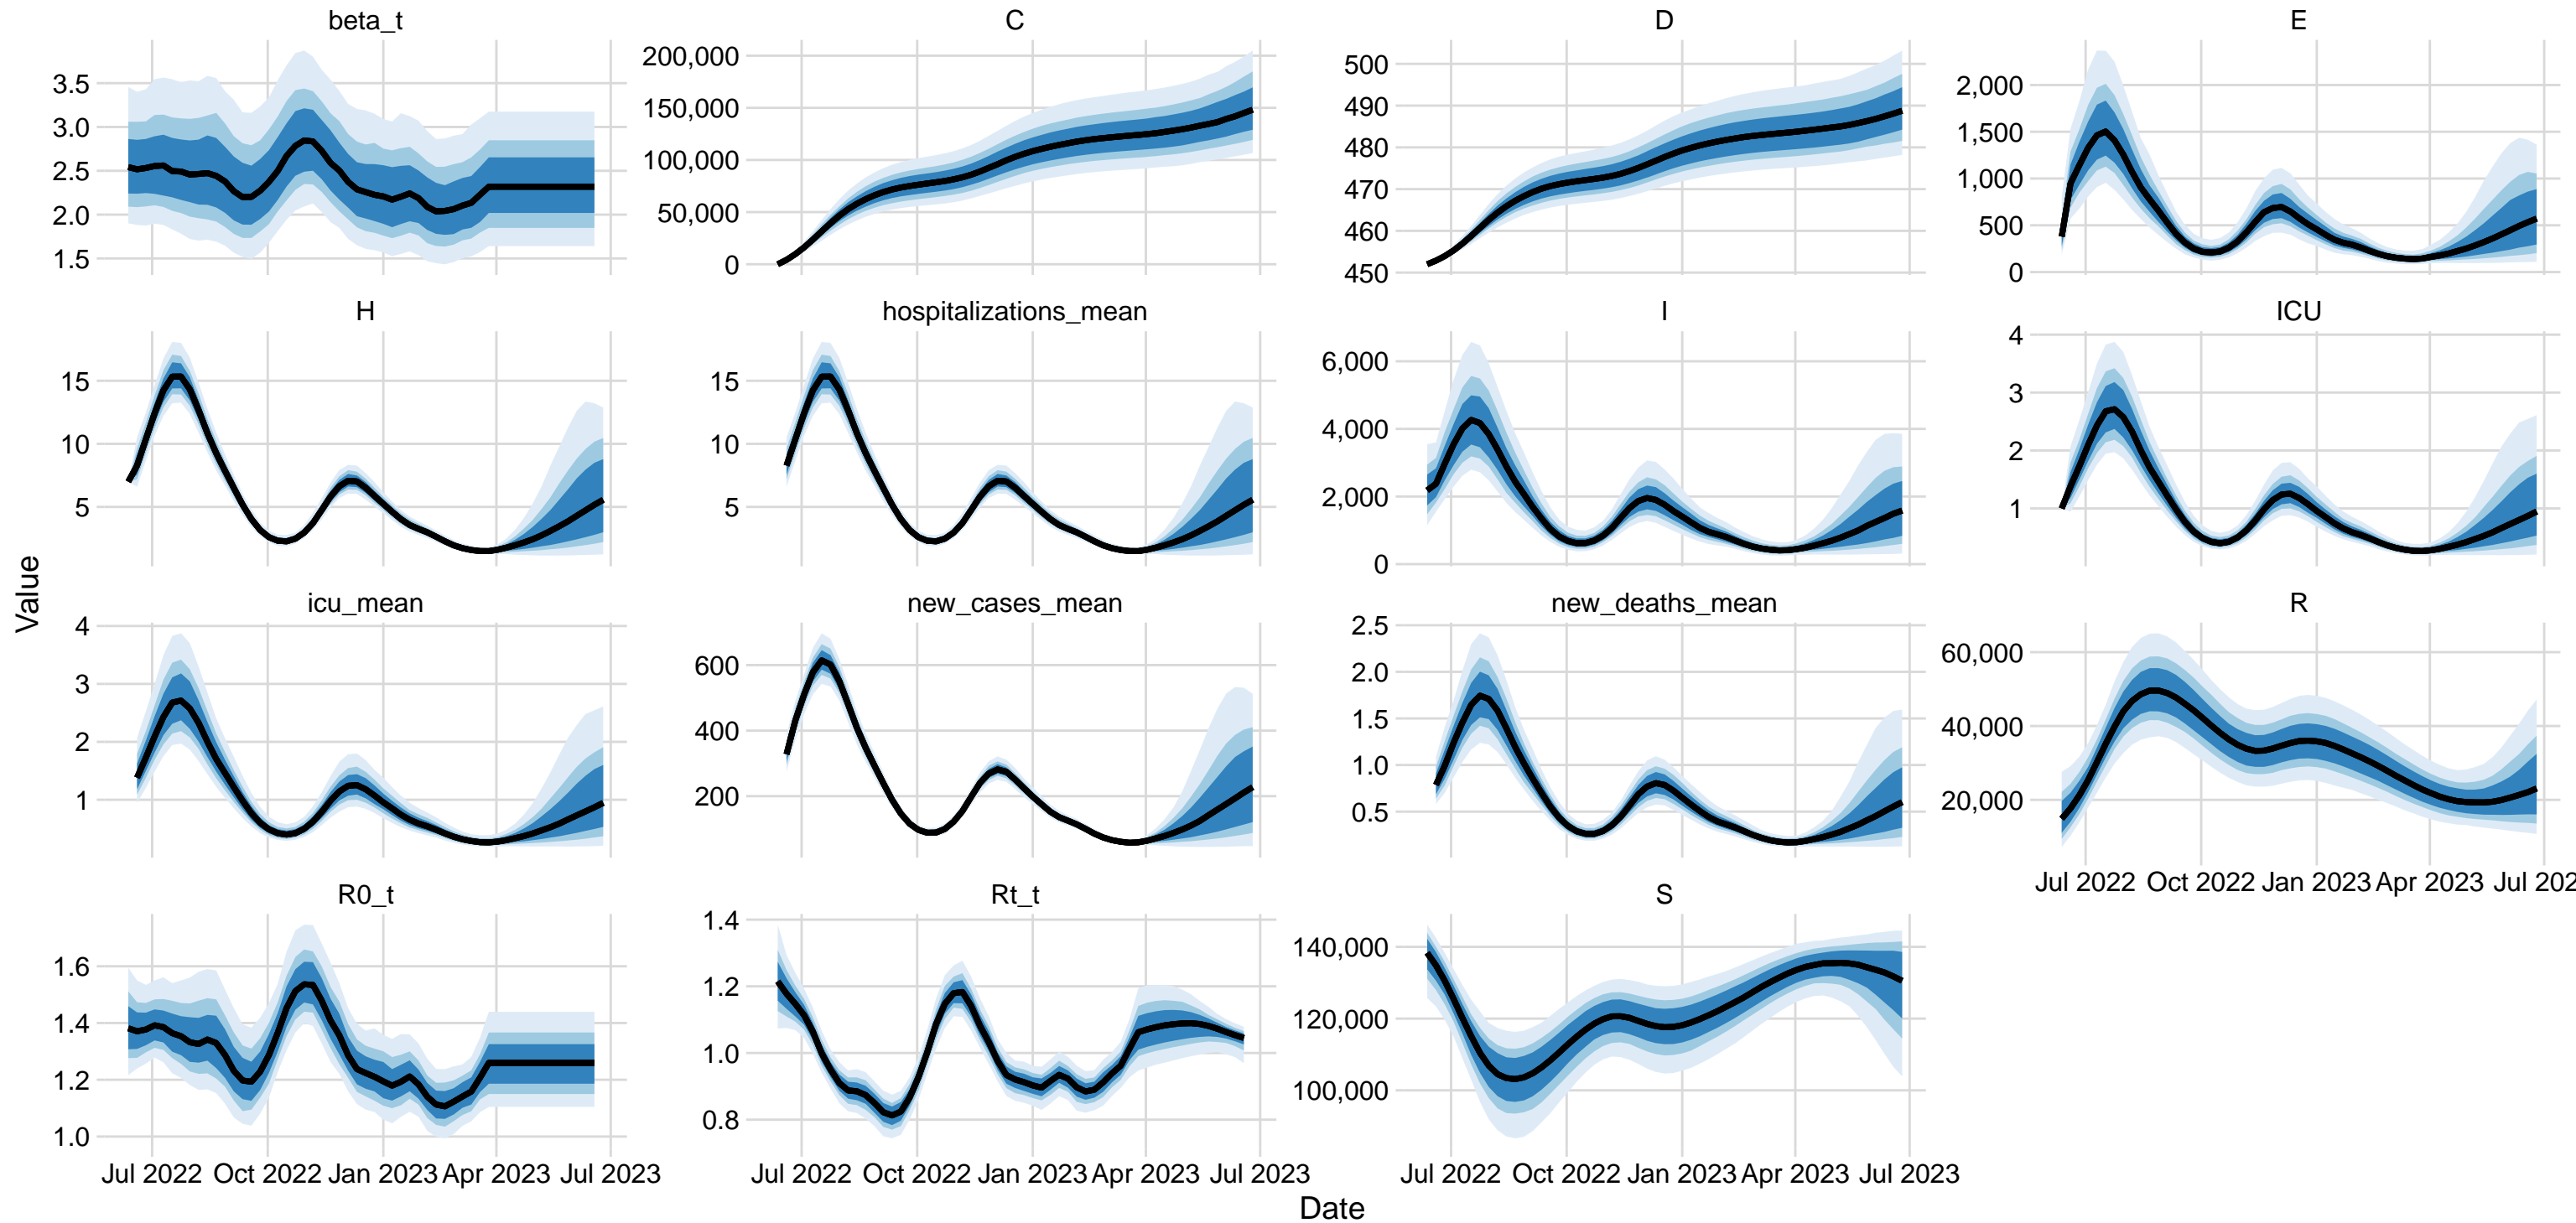 beta_t
C
D
E
3.5
3.0
2.5
2.0
1.5
200,000
150,000
100,000
50,000
0
500
490
480
470
460
450
2,000
1,500
1,000
500
0
H
hospitalizations_mean
I
ICU
15
10
5
15
10
5
6,000
4,000
2,000
0
4
3
2
1
Value
icu_mean
new_cases_mean
new_deaths_mean
R
4
3
2
1
600
400
200
2.5
2.0
1.5
1.0
0.5
60,000
40,000
20,000
Jul 2022 Oct 2022 Jan 2023 Apr 2023 Jul 202
R0_t
Rt_t
S
1.6
1.4
1.2
1.0
1.4
1.2
1.0
0.8
140,000
120,000
100,000
Jul 2022 Oct 2022 Jan 2023 Apr 2023 Jul 2023
Jul 2022 Oct 2022 Jan 2023 Apr 2023 Jul 2023
Jul 2022 Oct 2022 Jan 2023 Apr 2023 Jul 2023
Date